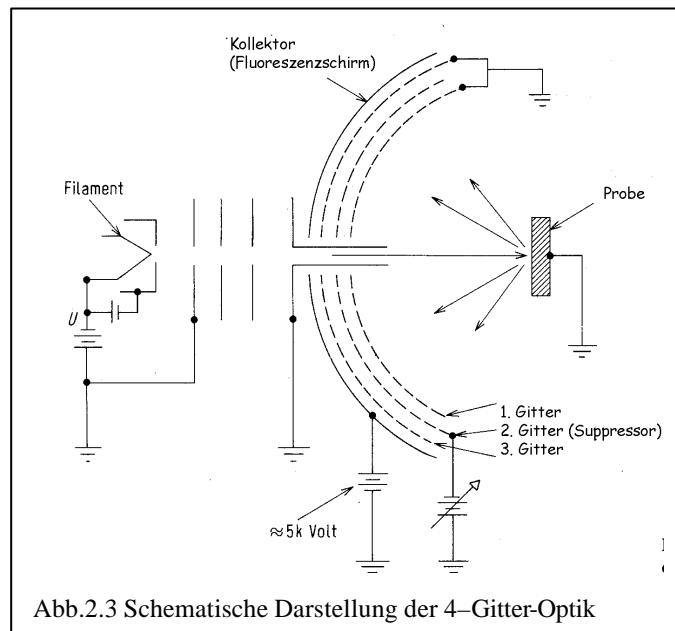 Kollektor
(Fluoreszenzschirm)
Filament
Probe
U
1. Gitter
2. Gitter (Suppressor)
3. Gitter
≈5k Volt
Abb.2.3 Schematische Darstellung der 4–Gitter-Optik